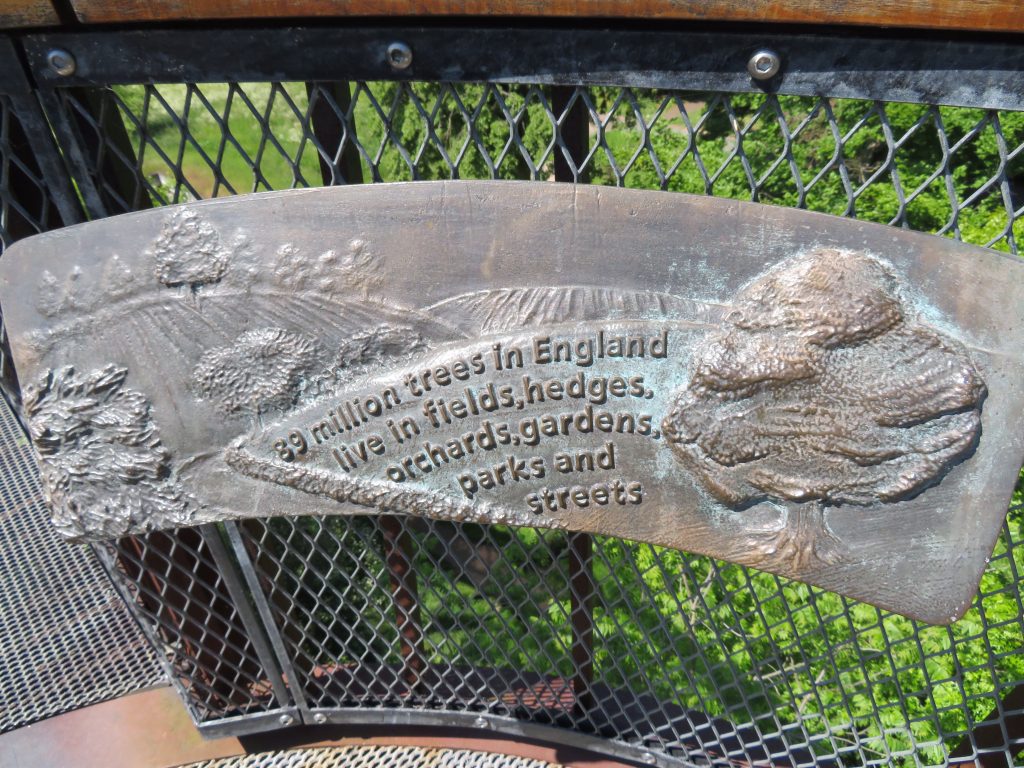 89 million trees in England
live in fields, hedges,
orchards, gardens,
parks and
streets